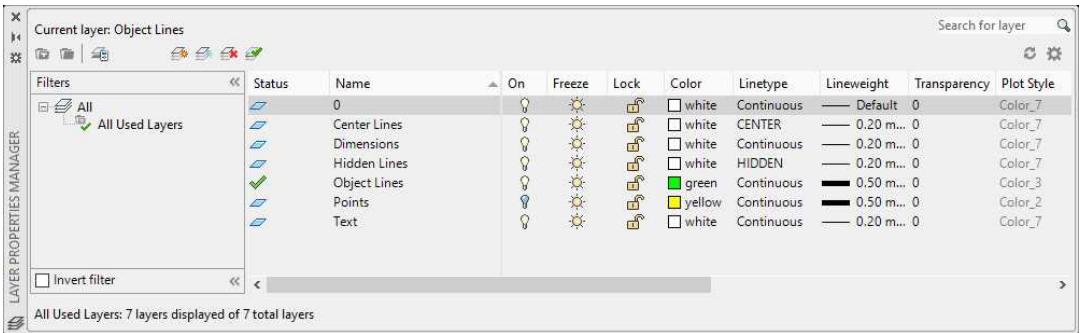 Current layer: Object Lines
Search for layer
Filters
Status Name On Freeze Lock Color Linetype Lineweight Transparency Plot Style
All
All Used Layers
0 white Continuous Default 0 Color_7
Center Lines white CENTER 0.20 m... 0 Color_7
Dimensions white Continuous 0.20 m... 0 Color_7
Hidden Lines white HIDDEN 0.20 m... 0 Color_7
Object Lines green Continuous 0.50 m... 0 Color_3
Points yellow Continuous 0.50 m... 0 Color_2
Text white Continuous 0.20 m... 0 Color_7
Invert filter
All Used Layers: 7 layers displayed of 7 total layers
LAYER PROPERTIES MANAGER